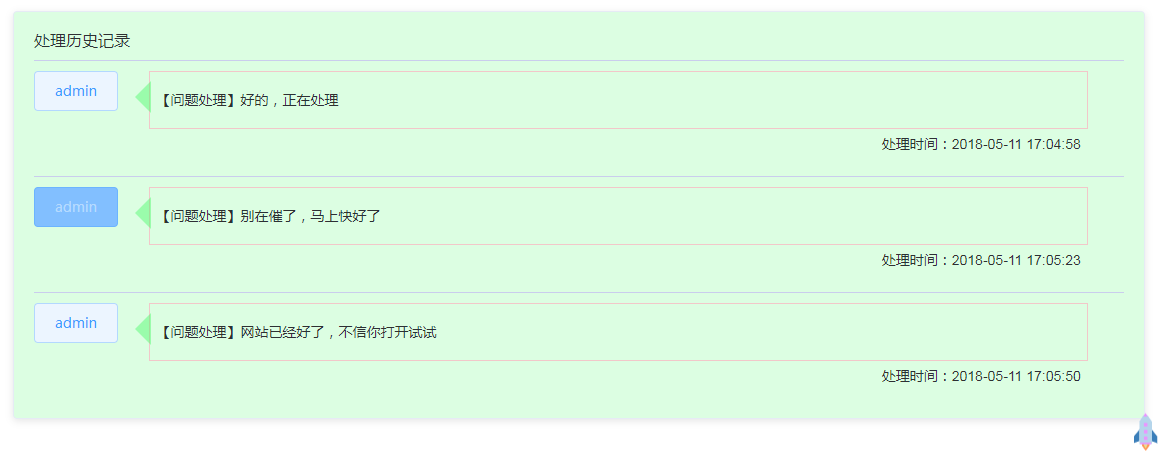 处理历史记录
admin
【问题处理】好的，正在处理
处理时间：2018-05-11 17:04:58
admin
【问题处理】别在催了，马上快好了
处理时间：2018-05-11 17:05:23
admin
【问题处理】网站已经好了，不信你打开试试
处理时间：2018-05-11 17:05:50